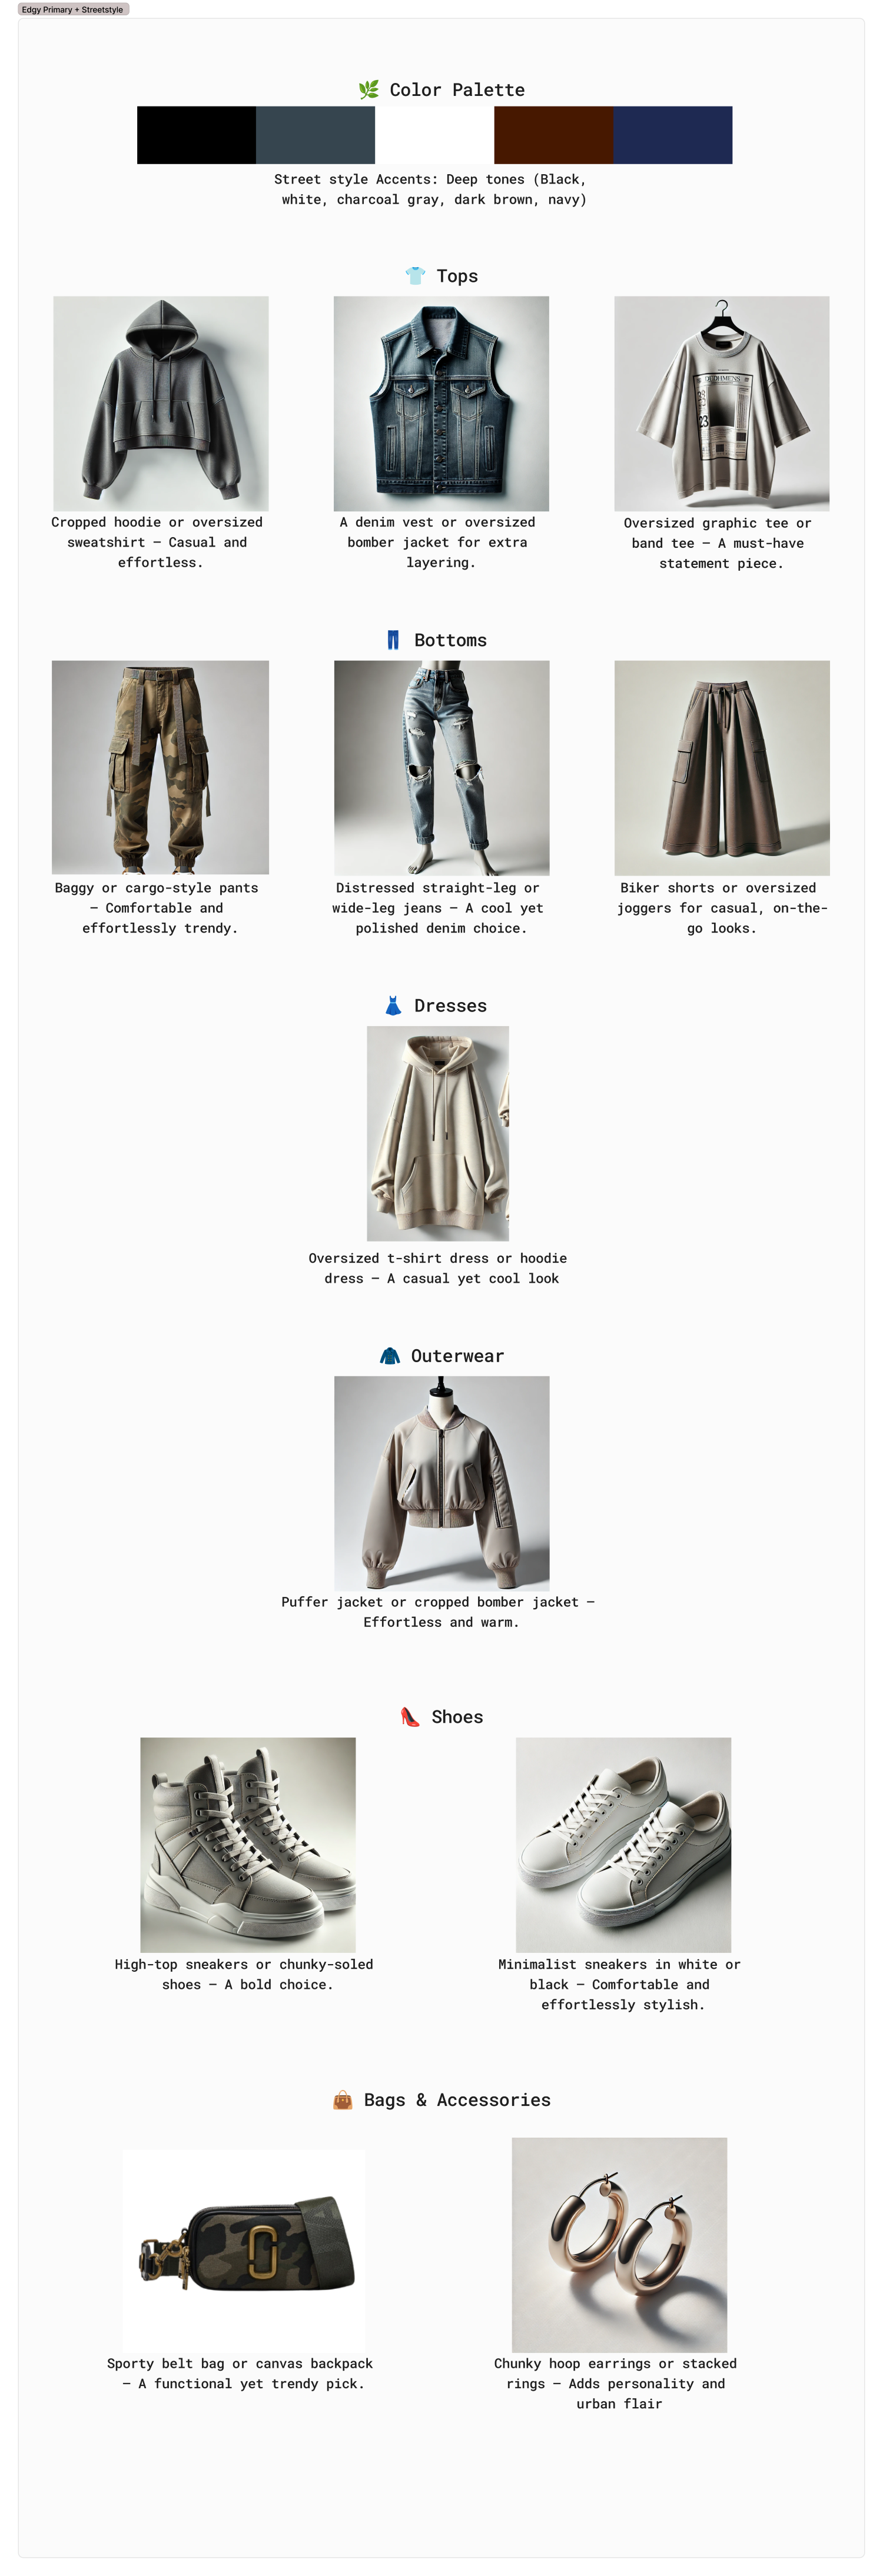 Edgy Primary + Streetstyle
🌿 Color Palette
Street style Accents: Deep tones (Black,
white, charcoal gray, dark brown, navy)
👕 Tops
Cropped hoodie or oversized
sweatshirt – Casual and
effortless.
A denim vest or oversized
bomber jacket for extra
layering.
23
Oversized graphic tee or
band tee – A must-have
statement piece.
👖 Bottoms
Baggy or cargo-style pants
– Comfortable and
effortlessly trendy.
Distressed straight-leg or
wide-leg jeans – A cool yet
polished denim choice.
Biker shorts or oversized
joggers for casual, on-the-
go looks.
👗 Dresses
Oversized t-shirt dress or hoodie
dress – A casual yet cool look
🧥 Outerwear
Puffer jacket or cropped bomber jacket –
Effortless and warm.
👠 Shoes
High-top sneakers or chunky-soled
shoes – A bold choice.
Minimalist sneakers in white or
black – Comfortable and
effortlessly stylish.
👜 Bags & Accessories
Sporty belt bag or canvas backpack
– A functional yet trendy pick.
Chunky hoop earrings or stacked
rings – Adds personality and
urban flair